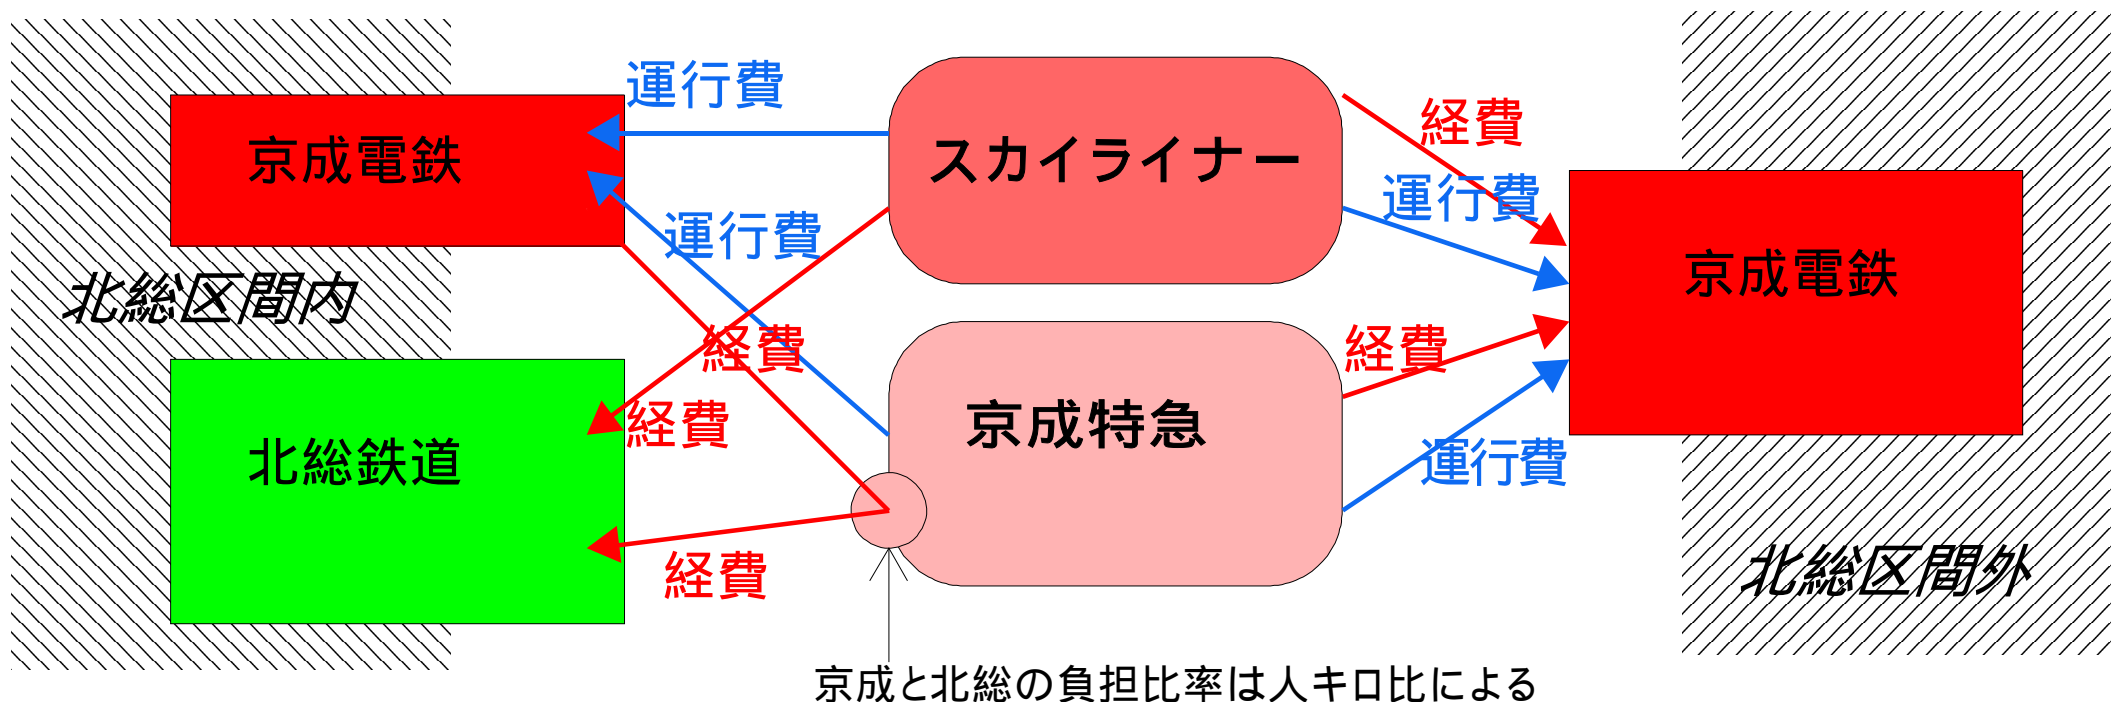 運行費
経費
京成電鉄
スカイライナー
運行費
運行費
京成電鉄
北総区間内
経費
経費
経費
京成特急
北総鉄道
運行費
経費
北総区間外
京成と北総の負担比率は人キロ比による